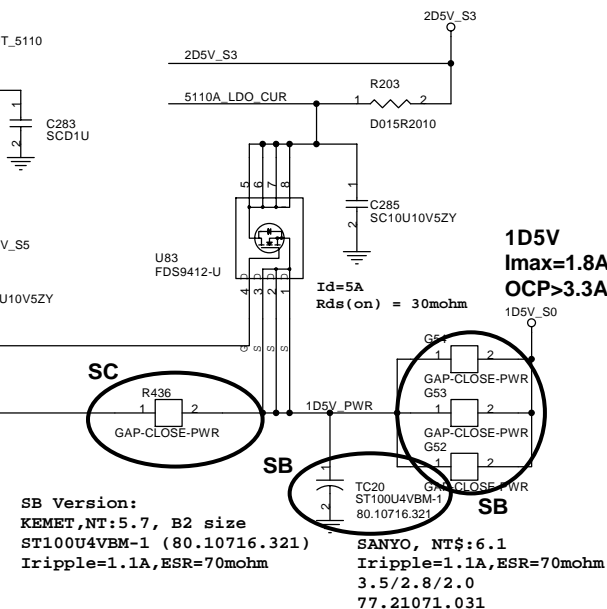 2D5V_S3
T_5110
2D5V_S3
R203
5110A_LDO_CUR
1 2
D015R2010
1
C283
SCD1U
2
5 6 7 8
D D D D
1
C285
SC10U10V5ZY
2
V_S5
U83
FDS9412-U
U10V5ZY
4 3 2 1
G S S S
Id=5A
Rds(on) = 30mohm
1D5V
Imax=1.8A
OCP>3.3A
1D5V_S0
SC
R436
1 2
GAP-CLOSE-PWR
1D5V_PWR
G54
1 2
GAP-CLOSE-PWR
G53
1 2
GAP-CLOSE-PWR
G52
1 2
GAP-CLOSE-PWR
SB
1
TC20
ST100U4VBM-1
80.10716.321
2
SB
SB Version:
KEMET,NT:5.7, B2 size
ST100U4VBM-1 (80.10716.321)
Iripple=1.1A,ESR=70mohm
SANYO, NT$:6.1
Iripple=1.1A,ESR=70mohm
3.5/2.8/2.0
77.21071.031